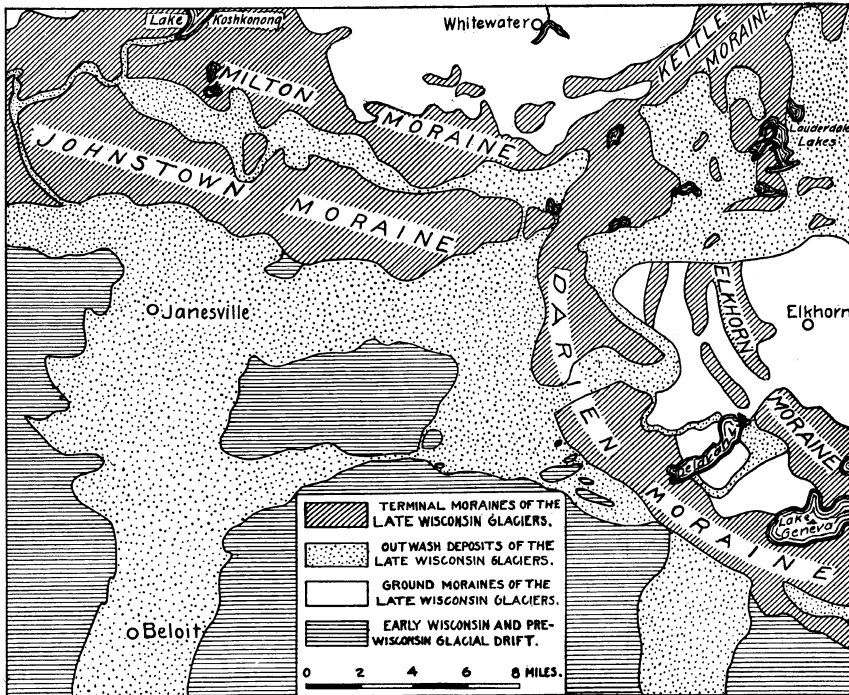 Lake Koshkonong
Whitewater
KETTLE
MORAINE
MILTON
MORAINE
Lauderdale
Lakes
JOHNSTOWN
MORAINE
Janesville
DARIEN
MORAINE
ELKHORN
MORAINE
Elkhorn
Delavan
Lake
Geneva
Beloit
TERMINAL MORAINES OF THE
LATE WISCONSIN GLACIERS.
OUTWASH DEPOSITS OF THE
LATE WISCONSIN GLACIERS.
GROUND MORAINES OF THE
LATE WISCONSIN GLACIERS.
EARLY WISCONSIN AND PRE-
WISCONSIN GLACIAL DRIFT.
0 2 4 6 8 MILES.